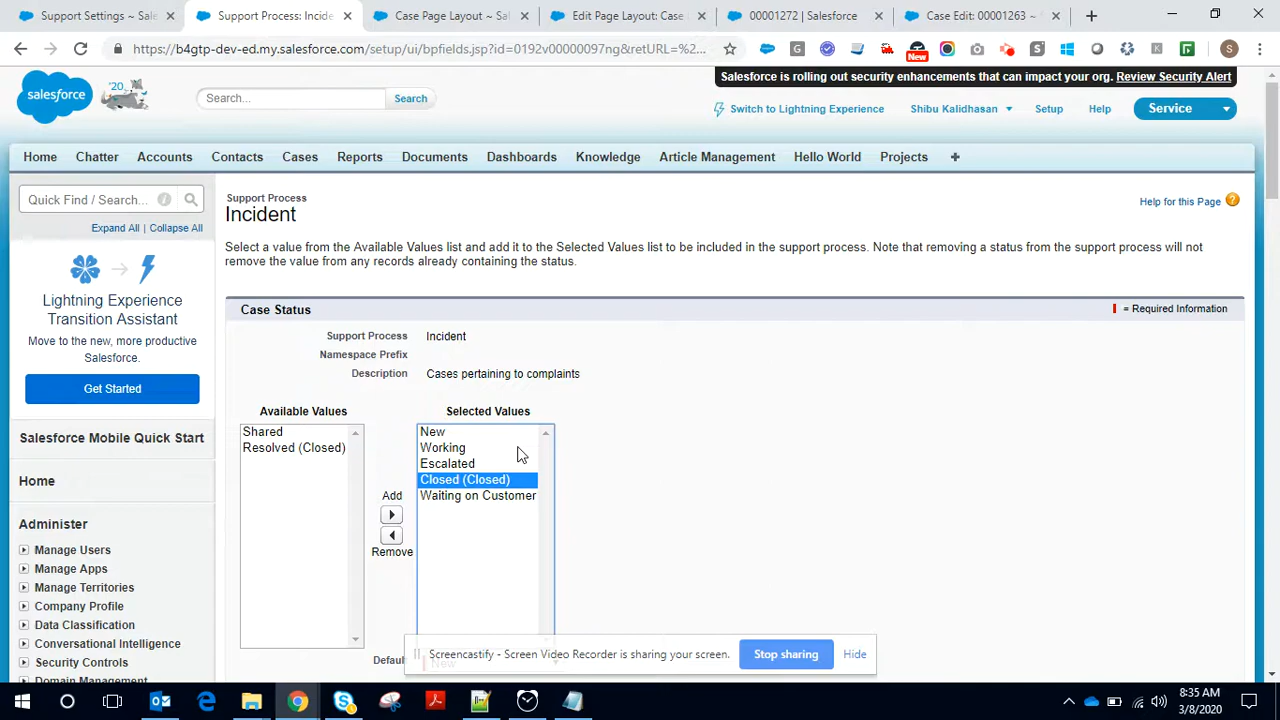 Support Settings ~ Sales
Support Process: Incide
Case Page Layout ~ Sal
Edit Page Layout: Case
00001272 | Salesforce
Case Edit: 00001263 ~
https://b4gtp-dev-ed.my.salesforce.com/setup/ui/bpfields.jsp?id=0192v00000097ng&retURL=%2...
New
S
salesforce
'20
Search...
Search
Salesforce is rolling out security enhancements that can impact your org. Review Security Alert
Switch to Lightning Experience
Shibu Kalidhasan
Setup
Help
Service
Home
Chatter
Accounts
Contacts
Cases
Reports
Documents
Dashboards
Knowledge
Article Management
Hello World
Projects
+
Quick Find / Search...
Expand All | Collapse All
Lightning Experience
Transition Assistant
Move to the new, more productive
Salesforce.
Get Started
Salesforce Mobile Quick Start
Home
Administer
Manage Users
Manage Apps
Manage Territories
Company Profile
Data Classification
Conversational Intelligence
Security Controls
Domain Management
Support Process
Incident
Help for this Page
Select a value from the Available Values list and add it to the Selected Values list to be included in the support process. Note that removing a status from the support process will not
remove the value from any records already containing the status.
Case Status
= Required Information
Support Process Incident
Namespace Prefix
Description Cases pertaining to complaints
Available Values
Shared
Resolved (Closed)
Add
Remove
Selected Values
New
Working
Escalated
Closed (Closed)
Waiting on Customer
Default
New
Screencastify - Screen Video Recorder is sharing your screen.
Stop sharing
Hide
8:35 AM
3/8/2020